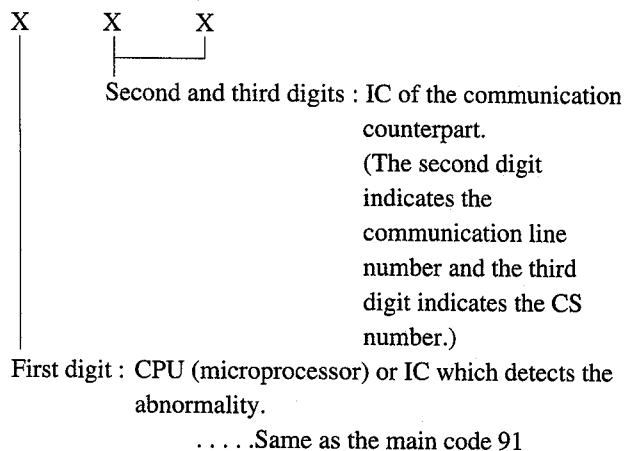 X X X
Second and third digits : IC of the communication
counterpart.
(The second digit
indicates the
communication line
number and the third
digit indicates the CS
number.)
First digit : CPU (microprocessor) or IC which detects the
abnormality.
. . . . .Same as the main code 91